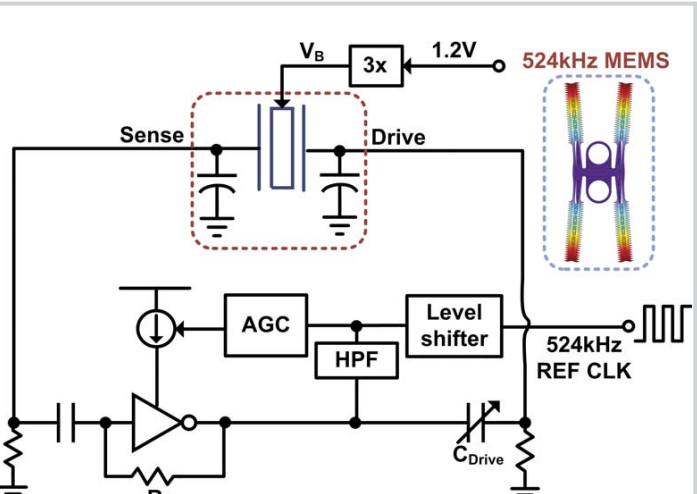 V_B
3x
1.2V
524kHz MEMS
Sense
Drive
AGC
Level
shifter
HPF
524kHz
REF CLK
C_Drive